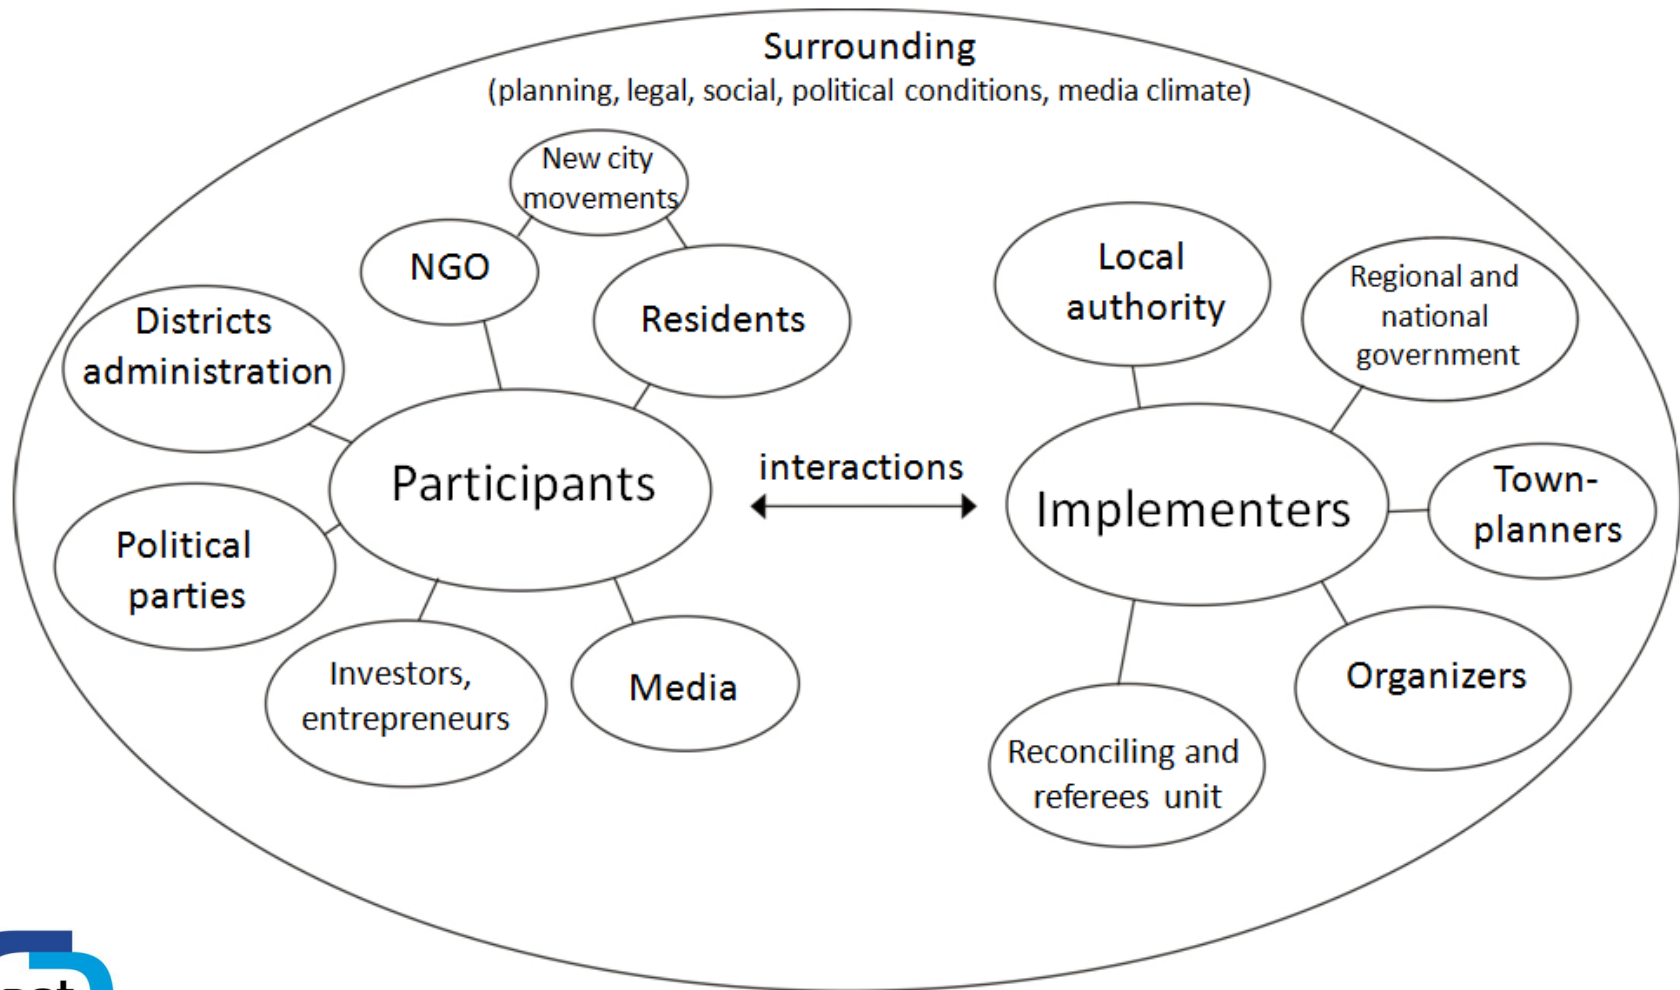 Surrounding
(planning, legal, social, political conditions, media climate)
New city
movements
NGO
Residents
Districts
administration
Participants
Political
parties
Investors,
entrepreneurs
Media
interactions
Local
authority
Regional and
national
government
Implementers
Town-
planners
Organizers
Reconciling and
referees unit